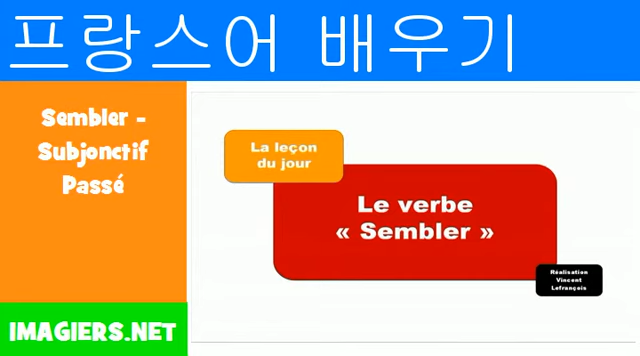 프랑스어 배우기
Sembler -
Subjonctif
Passé
IMAGIERS.NET
La leçon
du jour
Le verbe
« Sembler »
Réalisation
Vincent
Lefrançais